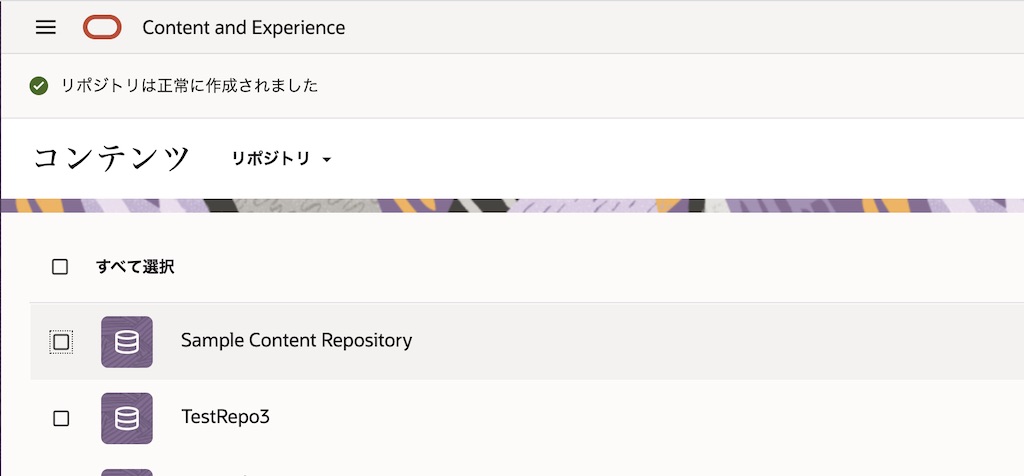 Content and Experience
リポジトリは正常に作成されました
コンテンツ リポジトリ
すべて選択
Sample Content Repository
TestRepo3